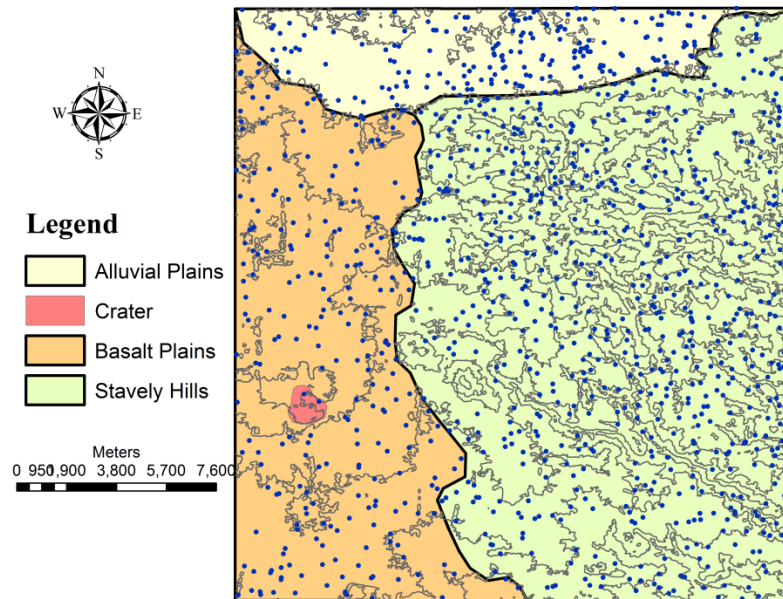 N
W E
S
Legend
Alluvial Plains
Crater
Basalt Plains
Stavely Hills
Meters
0 950 1,900 3,800 5,700 7,600